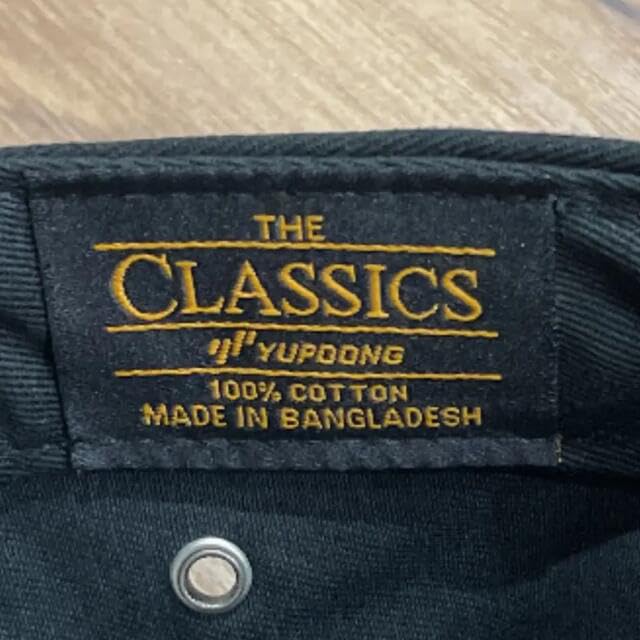 THE
CLASSICS
YUPOONG
100% COTTON
MADE IN BANGLADESH